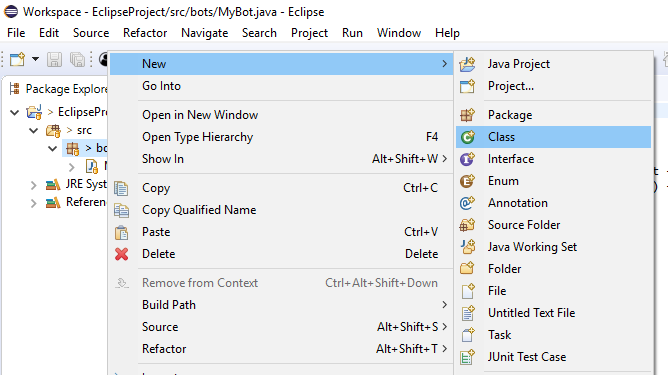 Workspace - EclipseProject/src/bots/MyBot.java - Eclipse
File Edit Source Refactor Navigate Search Project Run Window Help
Package Explore
EclipsePro
> src
> bo
JRE Syst
Reference
New
Go Into
Open in New Window
Open Type Hierarchy F4
Show In Alt+Shift+W
Copy Ctrl+C
Copy Qualified Name
Paste Ctrl+V
Delete Delete
Remove from Context Ctrl+Alt+Shift+Down
Build Path
Source Alt+Shift+S
Refactor Alt+Shift+T
Java Project
Project...
Package
Class
Interface
Enum
Annotation
Source Folder
Java Working Set
Folder
File
Untitled Text File
Task
JUnit Test Case